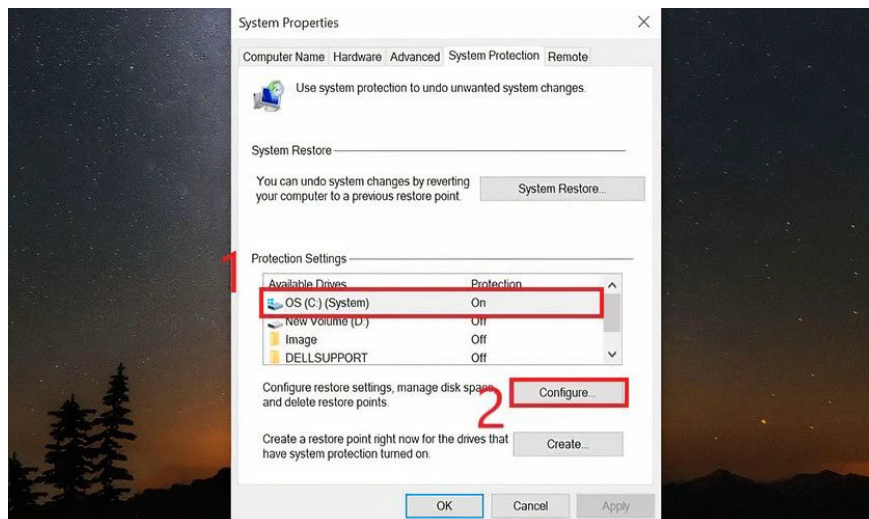 System Properties
Computer Name Hardware Advanced System Protection Remote
Use system protection to undo unwanted system changes.
System Restore
You can undo system changes by reverting
your computer to a previous restore point.
System Restore...
1
Protection Settings
Available Drives Protection
OS (C:) (System) On
New Volume (D:) Off
Image Off
DELLSUPPORT Off
Configure restore settings, manage disk space,
and delete restore points.
2
Configure...
Create a restore point right now for the drives that
have system protection turned on.
Create...
OK Cancel Apply